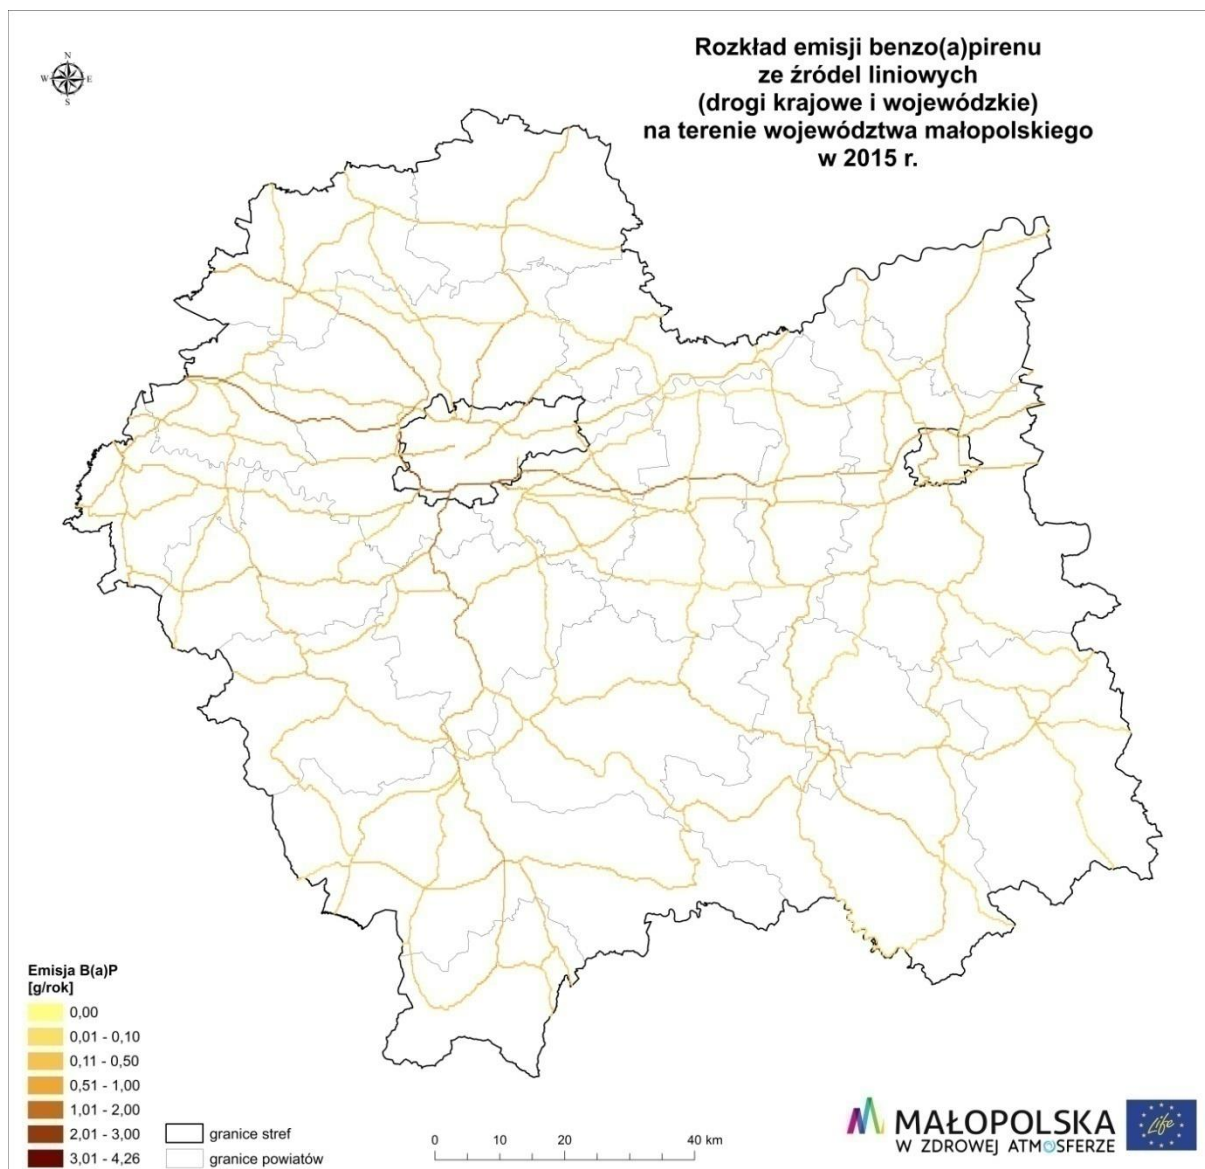 Rozkład emisji benzo(a)pirenu
ze źródel liniowych
(drogi krajowe i wojewódzkie)
na terenie województwa małopolskiego
w 2015 r.
N
W E
S
Emisja B(a)P
[g/rok]
0,00
0,01 - 0,10
0,11 - 0,50
0,51 - 1,00
1,01 - 2,00
2,01 - 3,00
3,01 - 4,26
granice stref
granice powiatów
0 10 20 40 km
MAŁOPOLSKA
W ZDROWEJ ATMOSFERZE
Life